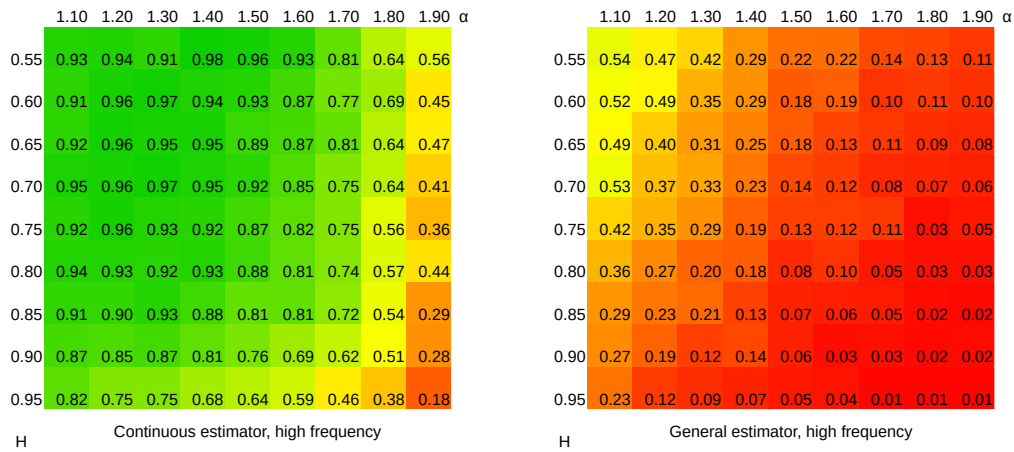 1.10 1.20 1.30 1.40 1.50 1.60 1.70 1.80 1.90 α
0.55 0.93 0.94 0.91 0.98 0.96 0.93 0.81 0.64 0.56
0.60 0.91 0.96 0.97 0.94 0.93 0.87 0.77 0.69 0.45
0.65 0.92 0.96 0.95 0.95 0.89 0.87 0.81 0.64 0.47
0.70 0.95 0.96 0.97 0.95 0.92 0.85 0.75 0.64 0.41
0.75 0.92 0.96 0.93 0.92 0.87 0.82 0.75 0.56 0.36
0.80 0.94 0.93 0.92 0.93 0.88 0.81 0.74 0.57 0.44
0.85 0.91 0.90 0.93 0.88 0.81 0.81 0.72 0.54 0.29
0.90 0.87 0.85 0.87 0.81 0.76 0.69 0.62 0.51 0.28
0.95 0.82 0.75 0.75 0.68 0.64 0.59 0.46 0.38 0.18
Continuous estimator, high frequency
H
1.10 1.20 1.30 1.40 1.50 1.60 1.70 1.80 1.90 α
0.55 0.54 0.47 0.42 0.29 0.22 0.22 0.14 0.13 0.11
0.60 0.52 0.49 0.35 0.29 0.18 0.19 0.10 0.11 0.10
0.65 0.49 0.40 0.31 0.25 0.18 0.13 0.11 0.09 0.08
0.70 0.53 0.37 0.33 0.23 0.14 0.12 0.08 0.07 0.06
0.75 0.42 0.35 0.29 0.19 0.13 0.12 0.11 0.03 0.05
0.80 0.36 0.27 0.20 0.18 0.08 0.10 0.05 0.03 0.03
0.85 0.29 0.23 0.21 0.13 0.07 0.06 0.05 0.02 0.02
0.90 0.27 0.19 0.12 0.14 0.06 0.03 0.03 0.02 0.02
0.95 0.23 0.12 0.09 0.07 0.05 0.04 0.01 0.01 0.01
General estimator, high frequency
H